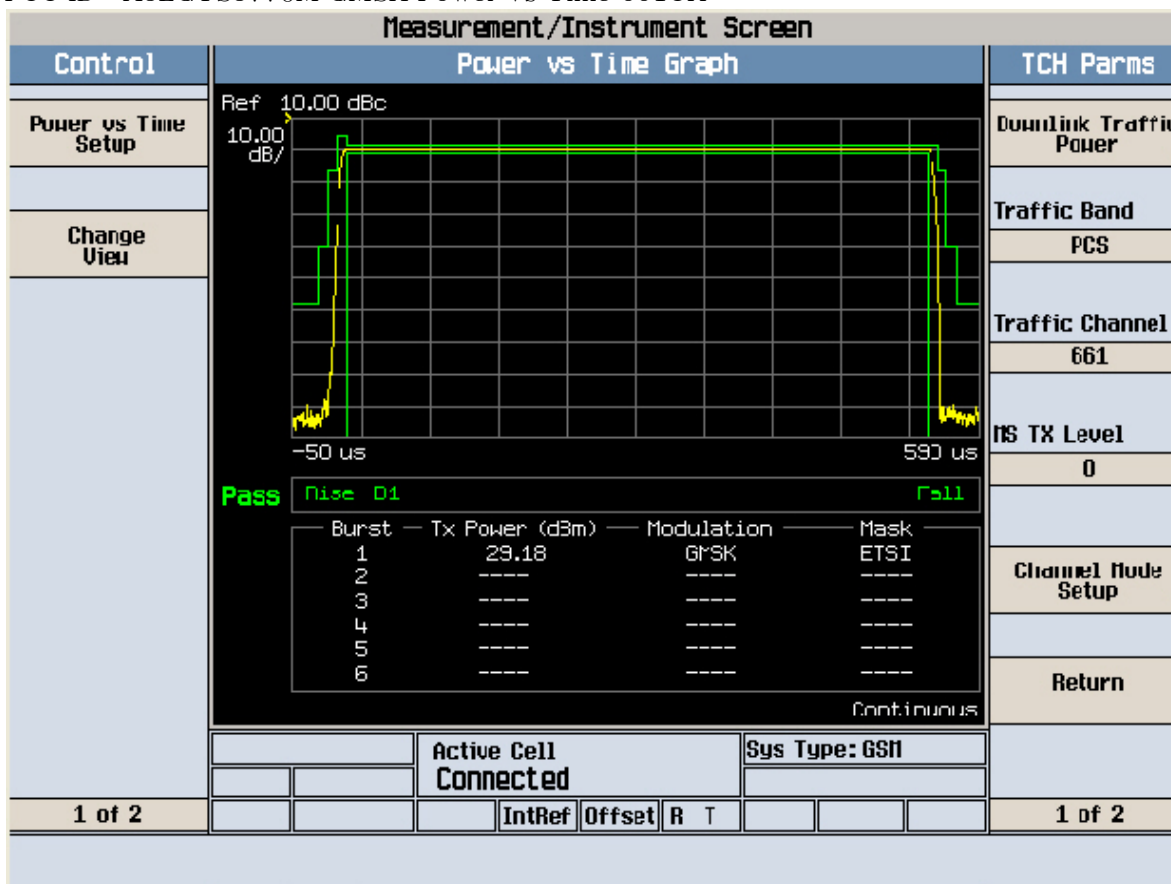 Measurement/Instrument Screen
Control
Power vs Time Graph
TCH Parms
Power vs Time
Setup
Change
View
1 of 2
Ref 10.00 dBc
10.00
dB/
-50 us
590 us
Pass
Rise 01
Fall
Burst Tx Power (dBm) Modulation Mask
1 29.18 GMSK ETSI
2 ---- ---- ----
3 ---- ---- ----
4 ---- ---- ----
5 ---- ---- ----
6 ---- ---- ----
Continuous
Active Cell
Connected
Sys Type: GSM
IntRef Offset R T
Downlink Traffic
Power
Traffic Band
PCS
Traffic Channel
661
MS TX Level
0
Channel Mode
Setup
Return
1 of 2